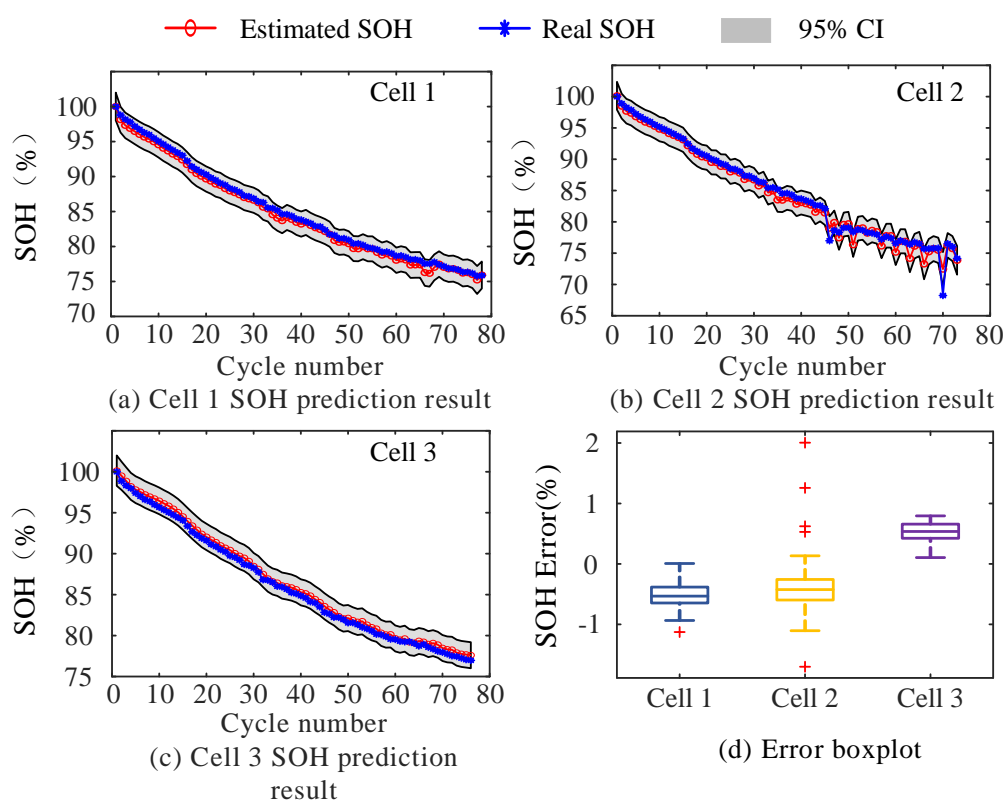 Estimated SOH Real SOH 95% CI
Cell 1
SOH（%）
100
95
90
85
80
75
70
0 10 20 30 40 50 60 70 80
Cycle number
(a) Cell 1 SOH prediction result
Cell 2
SOH（%）
100
95
90
85
80
75
70
65
0 10 20 30 40 50 60 70 80
Cycle number
(b) Cell 2 SOH prediction result
Cell 3
SOH（%）
100
95
90
85
80
75
0 10 20 30 40 50 60 70 80
Cycle number
(c) Cell 3 SOH prediction
result
SOH Error(%)
2
1
0
-1
Cell 1 Cell 2 Cell 3
(d) Error boxplot